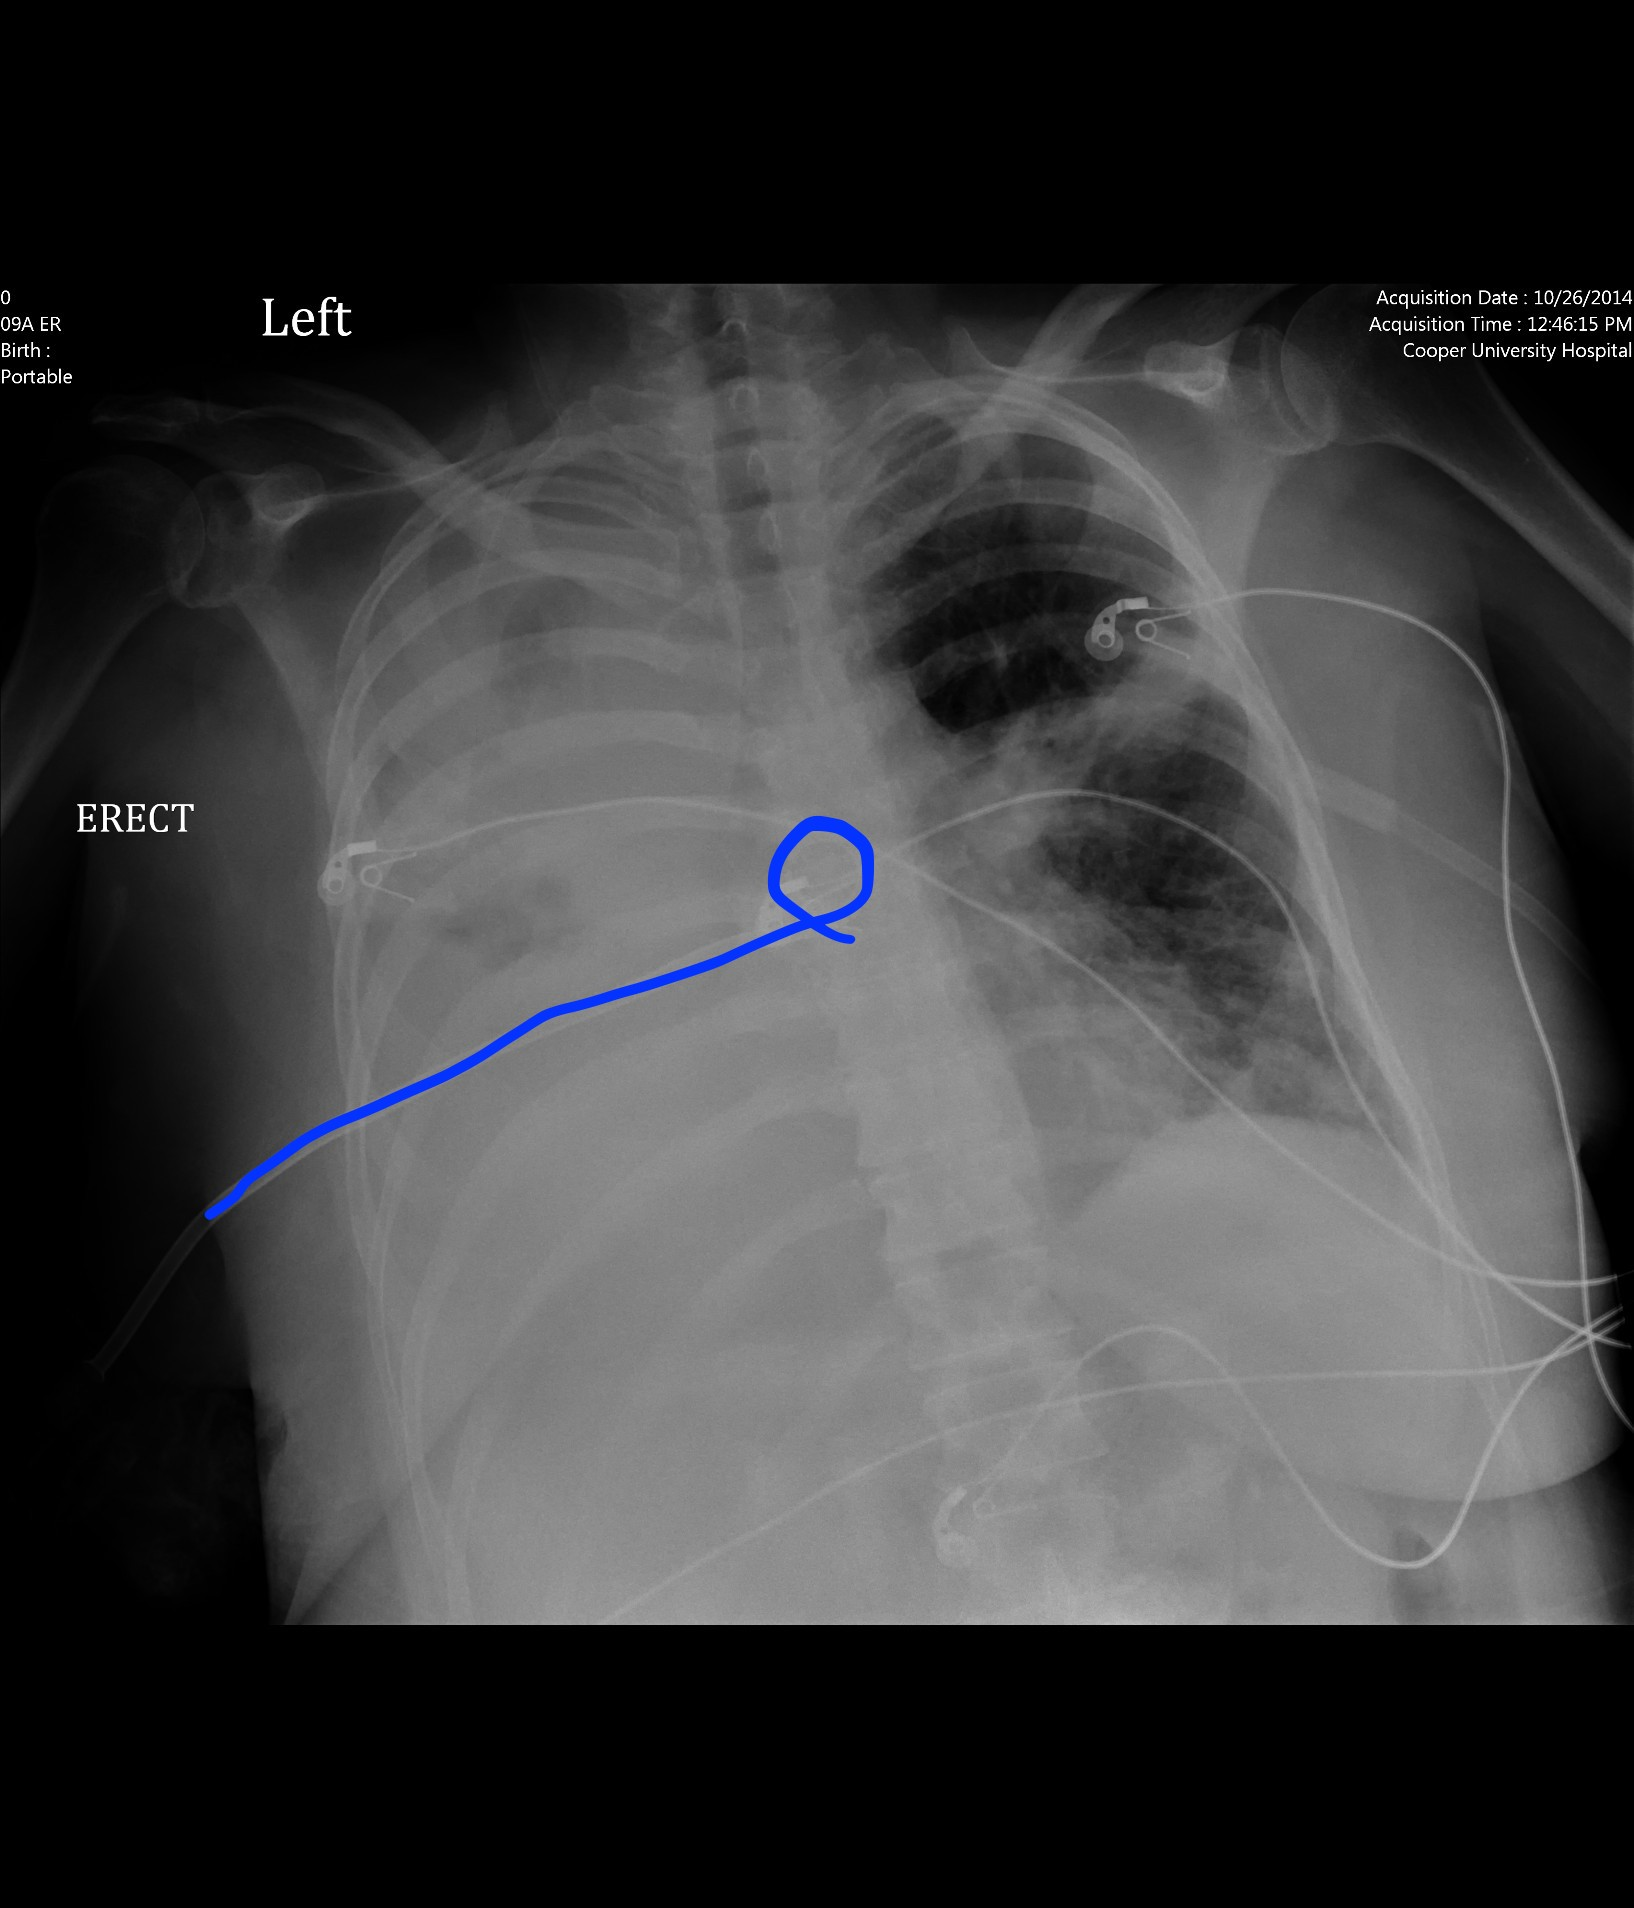 0
09A ER
Birth :
Portable
Left
Acquisition Date : 10/26/2014
Acquisition Time : 12:46:15 PM
Cooper University Hospital
ERECT